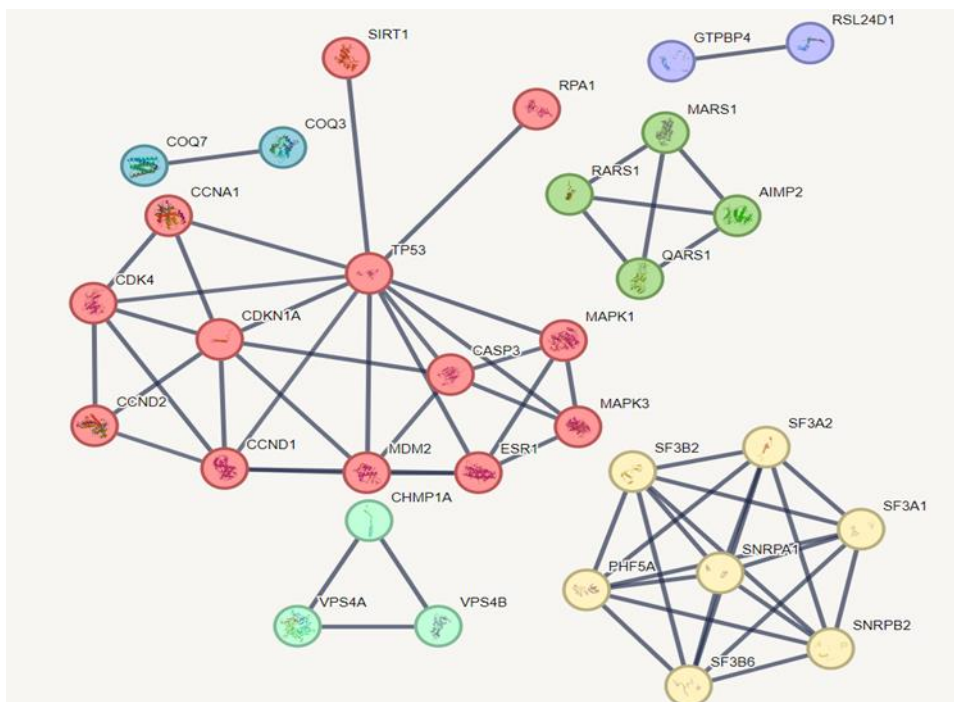 RSL24D1
SIRT1
GTPBP4
RPA1
MARS1
COQ3
COQ7
RARS1
CCNA1
AIMP2
TP53
QARS1
CDK4
CDKN1A
MAPK1
CASP3
CCND2
MAPK3
CCND1
MDM2
ESR1
SF3A2
SF3B2
CHMP1A
SF3A1
SNRPA1
PHF5A
VPS4A
VPS4B
SNRPB2
SF3B6